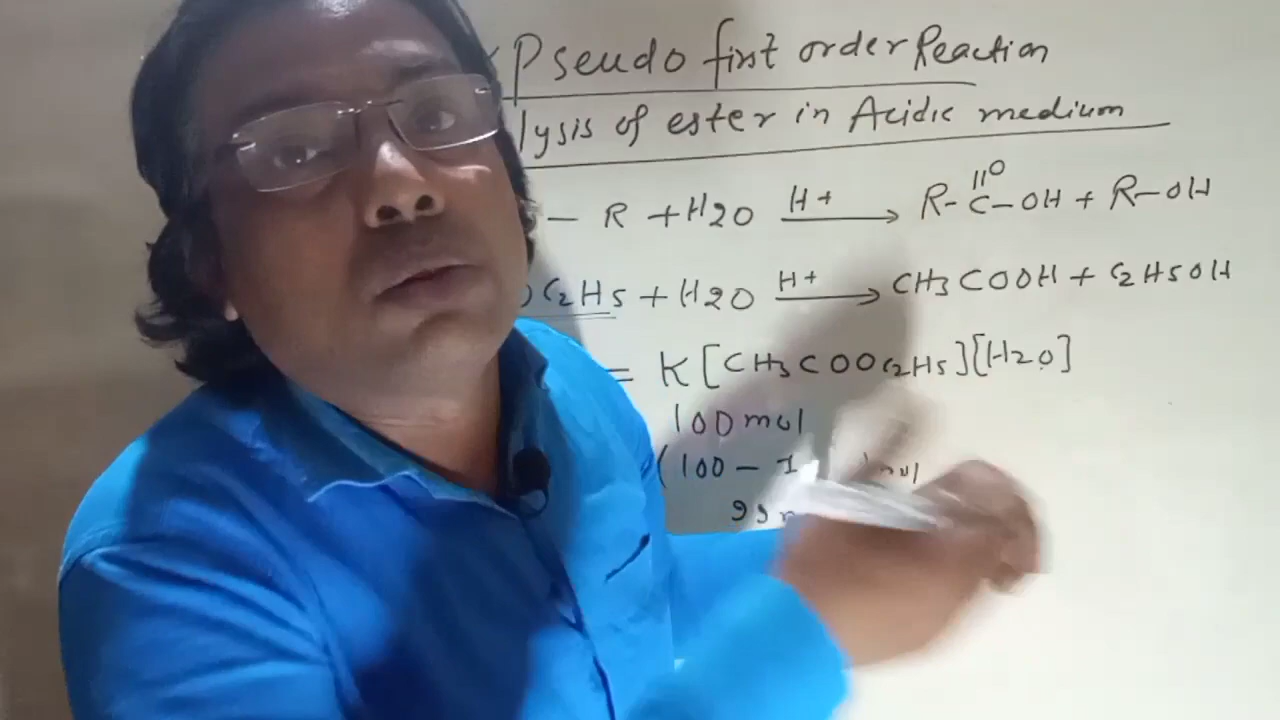 Pseudo first order Reaction
lysis of ester in Acidic medium
- R + H2O H+ → R-C-OH + R-OH
C2H5 + H2O H+ → CH3COOH + C2H5OH
= K[CH3COOC2H5][H2O]
100 mol
(100 -
99